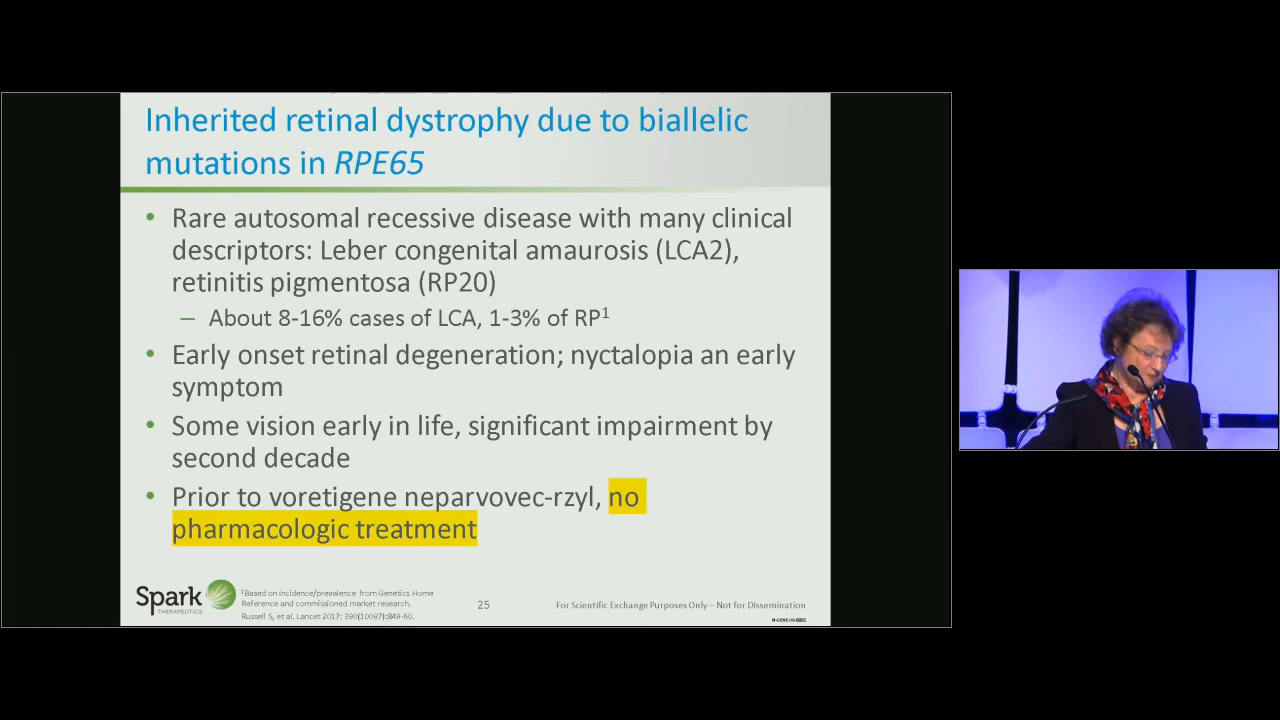 Inherited retinal dystrophy due to biallelic
mutations in RPE65
• Rare autosomal recessive disease with many clinical
descriptors: Leber congenital amaurosis (LCA2),
retinitis pigmentosa (RP20)
– About 8-16% cases of LCA, 1-3% of RP¹
• Early onset retinal degeneration; nyctalopia an early
symptom
• Some vision early in life, significant impairment by
second decade
• Prior to voretigene neparvovec-rzyl, no
pharmacologic treatment
Spark
THERAPEUTICS
¹Based on incidence/prevalence from Genetics Home
Reference and commissioned market research.
Russell S, et al. Lancet 2017; 390(10097):849-60.
25
For Scientific Exchange Purposes Only – Not for Dissemination